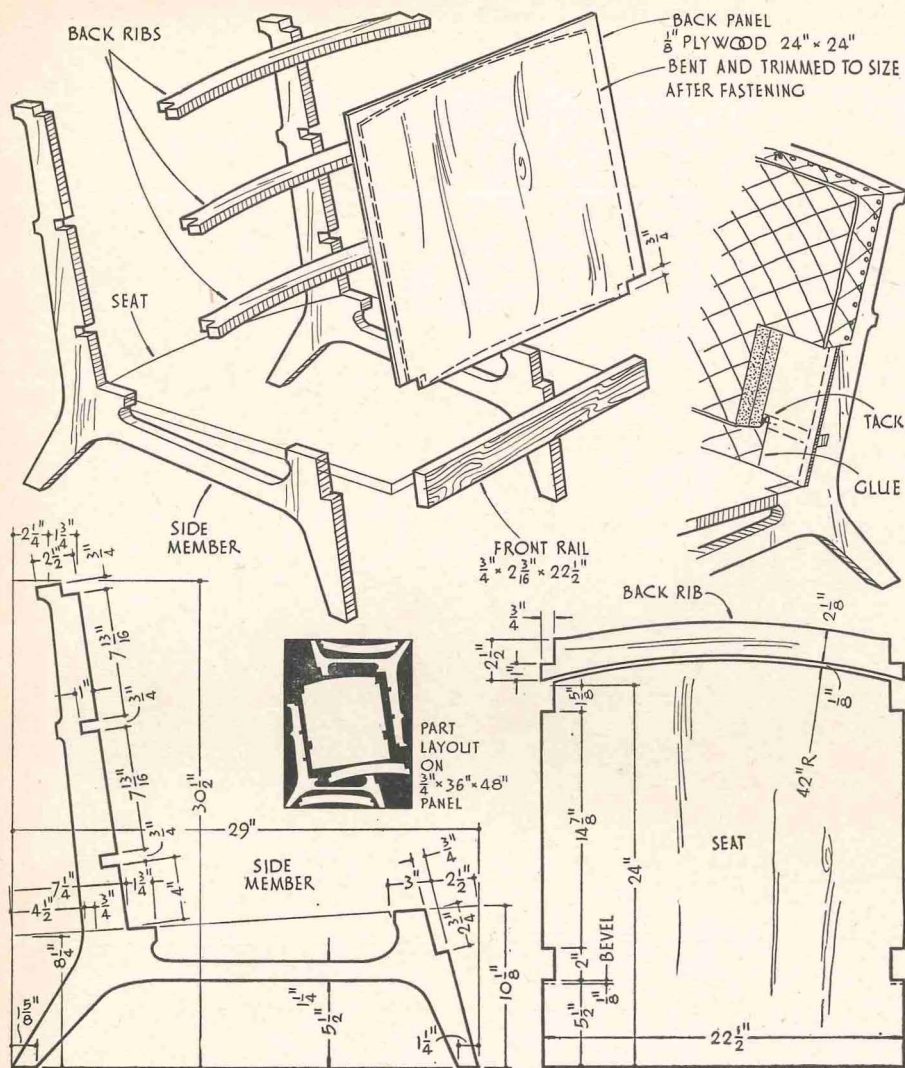 BACK RIBS
BACK PANEL
1/8" PLYWOOD 24" × 24"
BENT AND TRIMMED TO SIZE
AFTER FASTENING
3/4"
SEAT
TACK
GLUE
SIDE
MEMBER
FRONT RAIL
3/4" × 2 3/16" × 22 1/2"
2 1/4" 1 3/4"
2 1/2" 3/4"
7 13/16"
1" 3/4"
7 13/16"
30 1/2"
3/4"
29"
SIDE
MEMBER
7 1/4" 1 3/4" 4"
4 1/2" 3/4"
8 1/4"
1 5/8"
3" 3/4" 2 1/2"
2 3/4"
10 1/8"
1 1/4"
5 1/2"
1 1/4"
PART
LAYOUT
ON
3/4" × 36" × 48"
PANEL
BACK RIB
3/4"
2 1/8"
2 1/2"
1"
1 5/8"
1/8"
42" R
14 7/8"
24"
SEAT
2"
BEVEL
1/8"
5 1/2"
22 1/2"